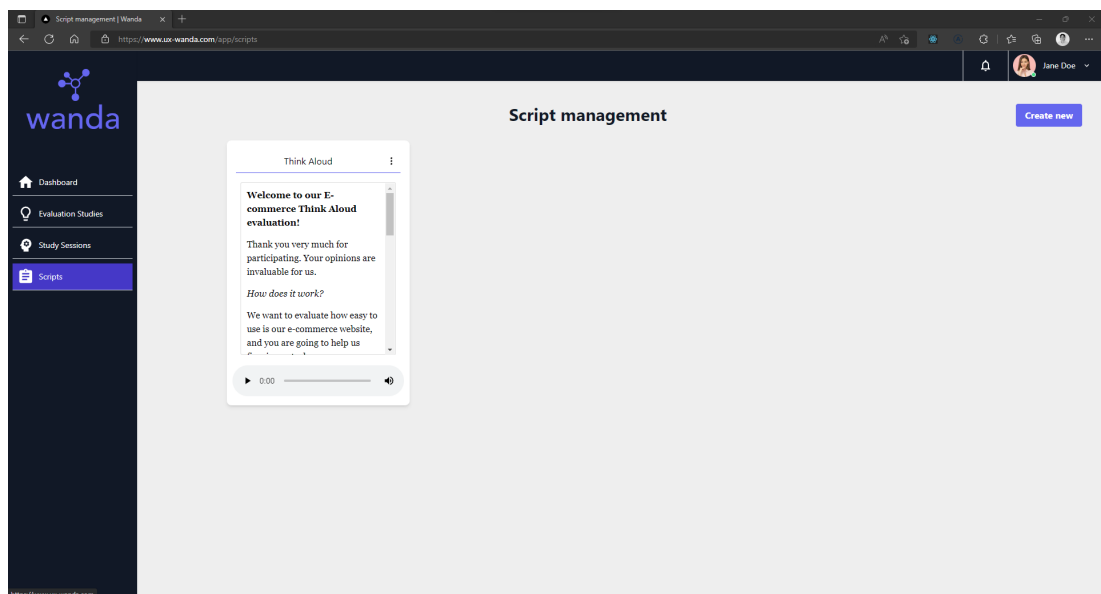 Script management | Wanda
https://www.ux-wanda.com/app/scripts
Jane Doe
wanda
Script management
Create new
Dashboard
Evaluation Studies
Study Sessions
Scripts
Think Aloud
Welcome to our E-
commerce Think Aloud
evaluation!
Thank you very much for
participating. Your opinions are
invaluable for us.
How does it work?
We want to evaluate how easy to
use is our e-commerce website,
and you are going to help us
0:00